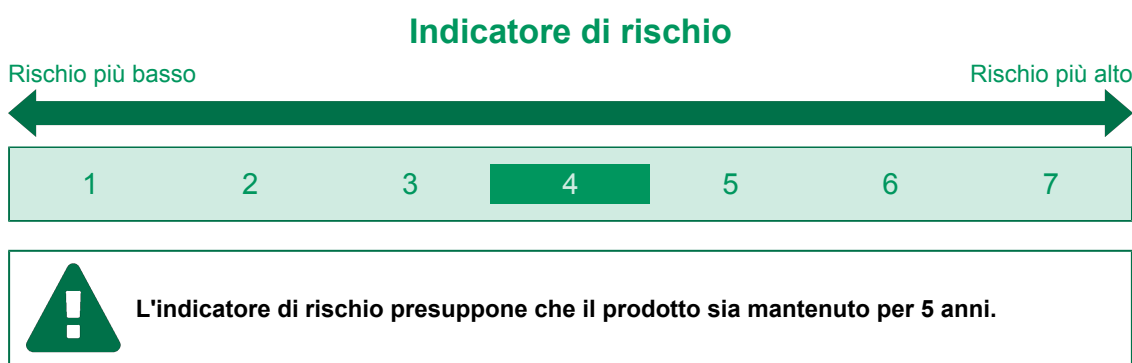 Indicatore di rischio
Rischio più basso Rischio più alto
1 2 3 4 5 6 7
L'indicatore di rischio presuppone che il prodotto sia mantenuto per 5 anni.